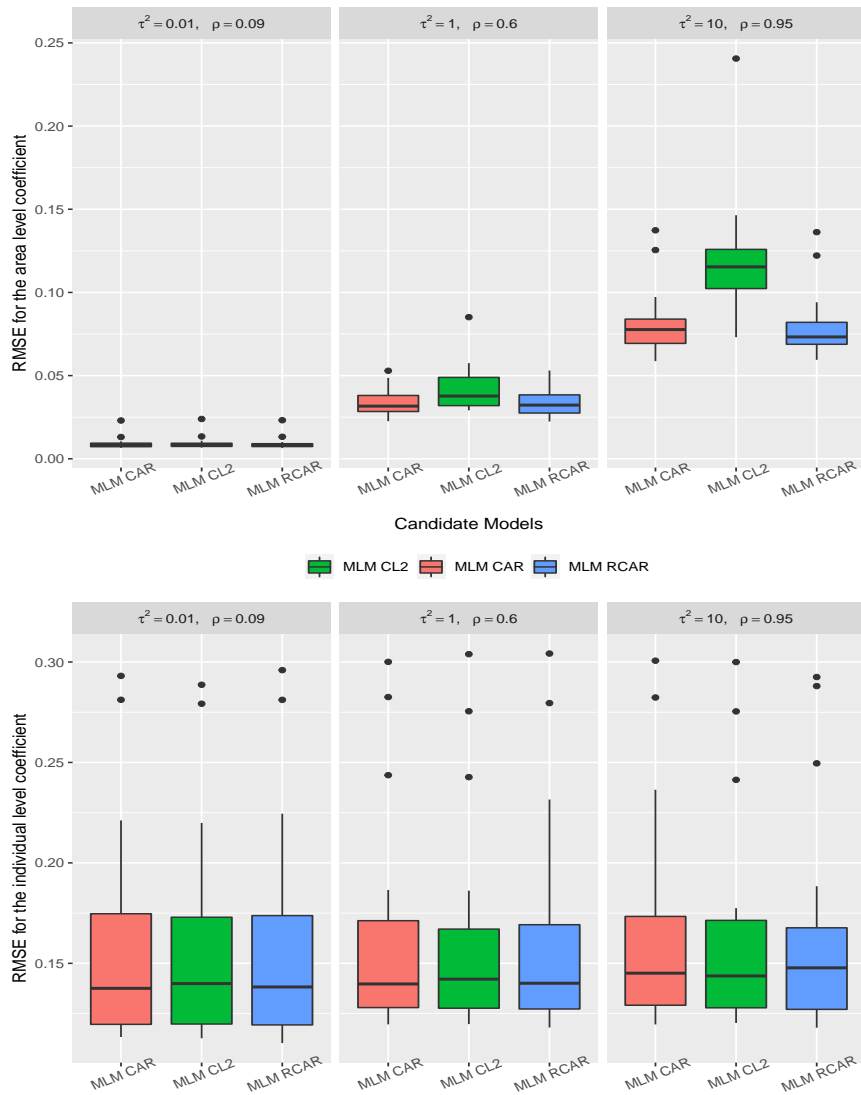 τ² = 0.01, ρ = 0.09
τ² = 1, ρ = 0.6
τ² = 10, ρ = 0.95
RMSE for the area level coefficient
0.25
0.20
0.15
0.10
0.05
0.00
MLM CAR
MLM CL2
MLM RCAR
MLM CAR
MLM CL2
MLM RCAR
MLM CAR
MLM CL2
MLM RCAR
Candidate Models
MLM CL2 MLM CAR MLM RCAR
τ² = 0.01, ρ = 0.09
τ² = 1, ρ = 0.6
τ² = 10, ρ = 0.95
RMSE for the individual level coefficient
0.30
0.25
0.20
0.15
MLM CAR
MLM CL2
MLM RCAR
MLM CAR
MLM CL2
MLM RCAR
MLM CAR
MLM CL2
MLM RCAR